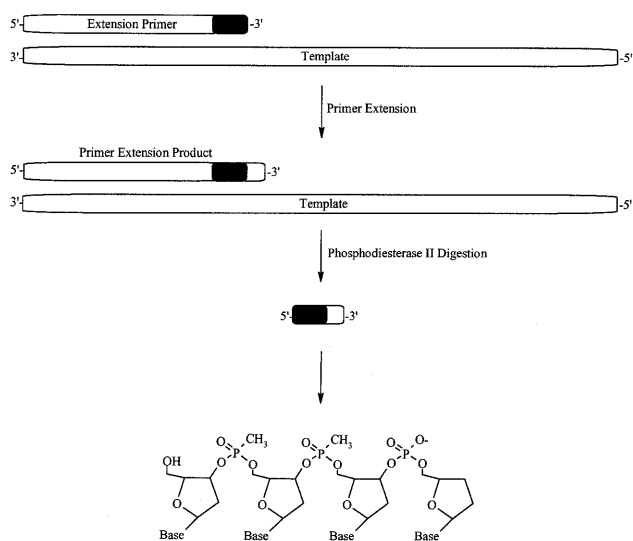 5'- Extension Primer -3'
3'- Template -5'
Primer Extension
Primer Extension Product
5'- -3'
3'- Template -5'
Phosphodiesterase II Digestion
5'- -3'
O CH3 O CH3 O O-
P P P
OH O O O O O O
O O O O
Base Base Base Base